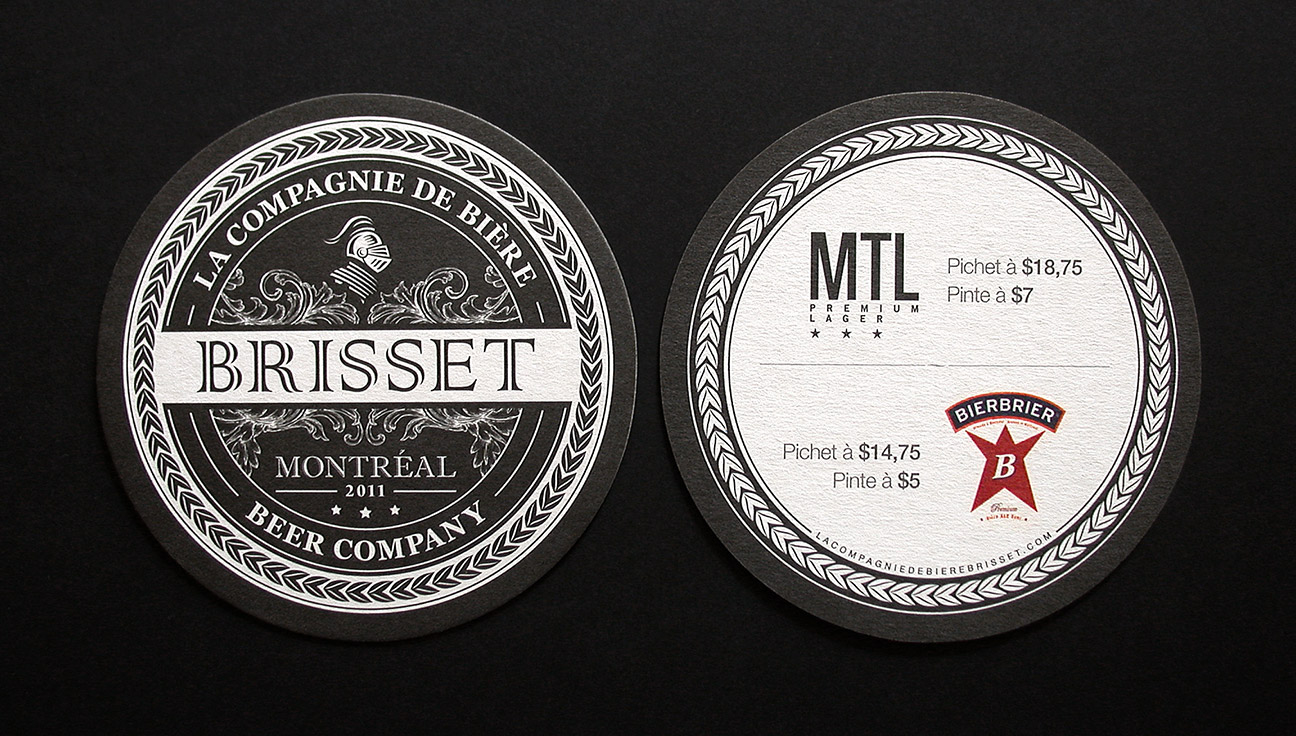 LA COMPAGNIE DE BIÈRE
BRISSET
MONTRÉAL
2011
BEER COMPANY
MTL
PREMIUM
LAGER
Pichet à $18,75
Pinte à $7
BIERBRIER
B
Premium
Pichet à $14,75
Pinte à $5
LACOMPAGNIEDEBIEREBRISSET.COM